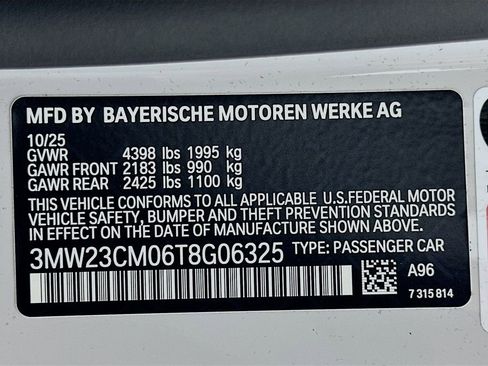 MFD BY BAYERISCHE MOTOREN WERKE AG
10/25
GVWR 4398 lbs 1995 kg
GAWR FRONT 2183 lbs 990 kg
GAWR REAR 2425 lbs 1100 kg
THIS VEHICLE CONFORMS TO ALL APPLICABLE U.S.FEDERAL MOTOR
VEHICLE SAFETY, BUMPER AND THEFT PREVENTION STANDARDS
IN EFFECT ON THE DATE OF MANUFACTURE SHOWN ABOVE.
3MW23CM06T8G06325 TYPE: PASSENGER CAR
A96
7 315 814